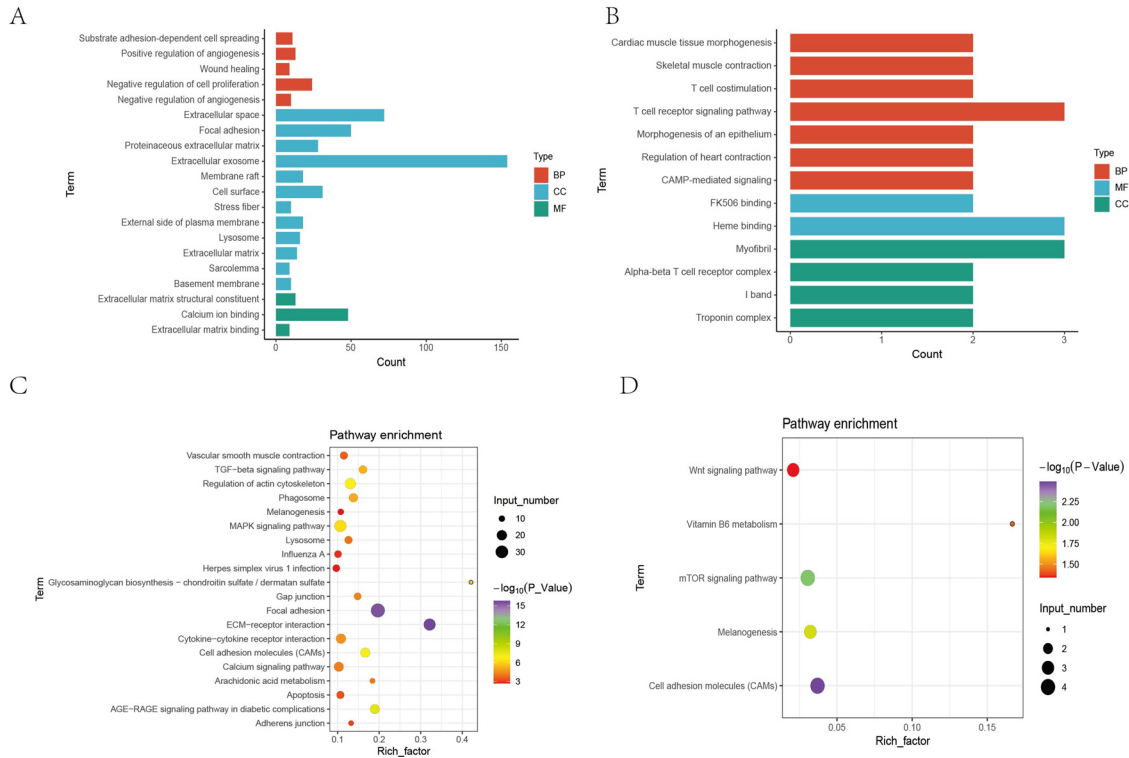 A
Substrate adhesion-dependent cell spreading
Positive regulation of angiogenesis
Wound healing
Negative regulation of cell proliferation
Negative regulation of angiogenesis
Extracellular space
Focal adhesion
Proteinaceous extracellular matrix
Extracellular exosome
Membrane raft
Cell surface
Stress fiber
External side of plasma membrane
Lysosome
Extracellular matrix
Sarcolemma
Basement membrane
Extracellular matrix structural constituent
Calcium ion binding
Extracellular matrix binding
Term
0 50 100 150
Count
Type
BP
CC
MF
B
Cardiac muscle tissue morphogenesis
Skeletal muscle contraction
T cell costimulation
T cell receptor signaling pathway
Morphogenesis of an epithelium
Regulation of heart contraction
CAMP-mediated signaling
FK506 binding
Heme binding
Myofibril
Alpha-beta T cell receptor complex
I band
Troponin complex
Term
0 1 2 3
Count
Type
BP
MF
CC
C
Pathway enrichment
Vascular smooth muscle contraction
TGF−beta signaling pathway
Regulation of actin cytoskeleton
Phagosome
Melanogenesis
MAPK signaling pathway
Lysosome
Influenza A
Herpes simplex virus 1 infection
Glycosaminoglycan biosynthesis − chondroitin sulfate / dermatan sulfate
Gap junction
Focal adhesion
ECM−receptor interaction
Cytokine−cytokine receptor interaction
Cell adhesion molecules (CAMs)
Calcium signaling pathway
Arachidonic acid metabolism
Apoptosis
AGE−RAGE signaling pathway in diabetic complications
Adherens junction
Term
0.1 0.2 0.3 0.4
Rich_factor
Input_number
10
20
30
−log10(P_Value)
15
12
9
6
3
D
Pathway enrichment
Wnt signaling pathway
Vitamin B6 metabolism
mTOR signaling pathway
Melanogenesis
Cell adhesion molecules (CAMs)
Term
0.05 0.10 0.15
Rich_factor
−log10(P−Value)
2.25
2.00
1.75
1.50
Input_number
1
2
3
4